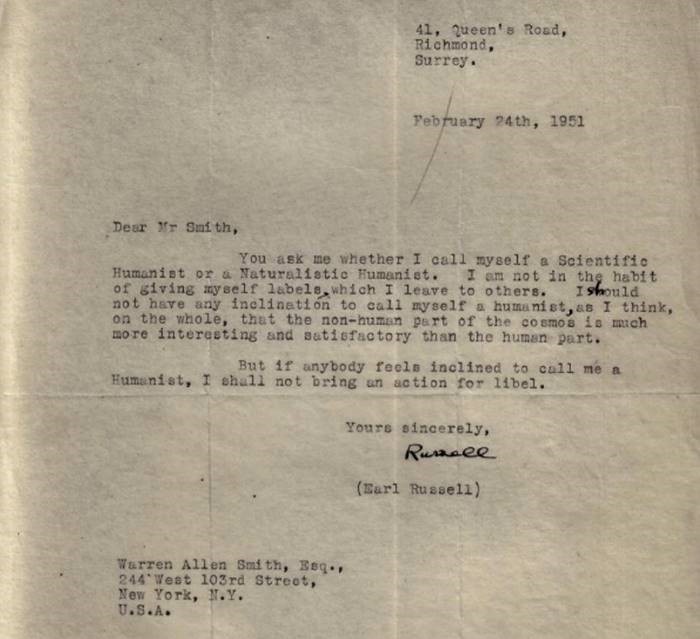 41, Queen's Road,
Richmond,
Surrey.
February 24th, 1951
Dear Mr Smith,
You ask me whether I call myself a Scientific
Humanist or a Naturalistic Humanist. I am not in the habit
of giving myself labels, which I leave to others. I should
not have any inclination to call myself a humanist, as I think,
on the whole, that the non-human part of the cosmos is much
more interesting and satisfactory than the human part.
But if anybody feels inclined to call me a
Humanist, I shall not bring an action for libel.
Yours sincerely,
Russell
(Earl Russell)
Warren Allen Smith, Esq.,
244 West 103rd Street,
New York, N.Y.
U.S.A.